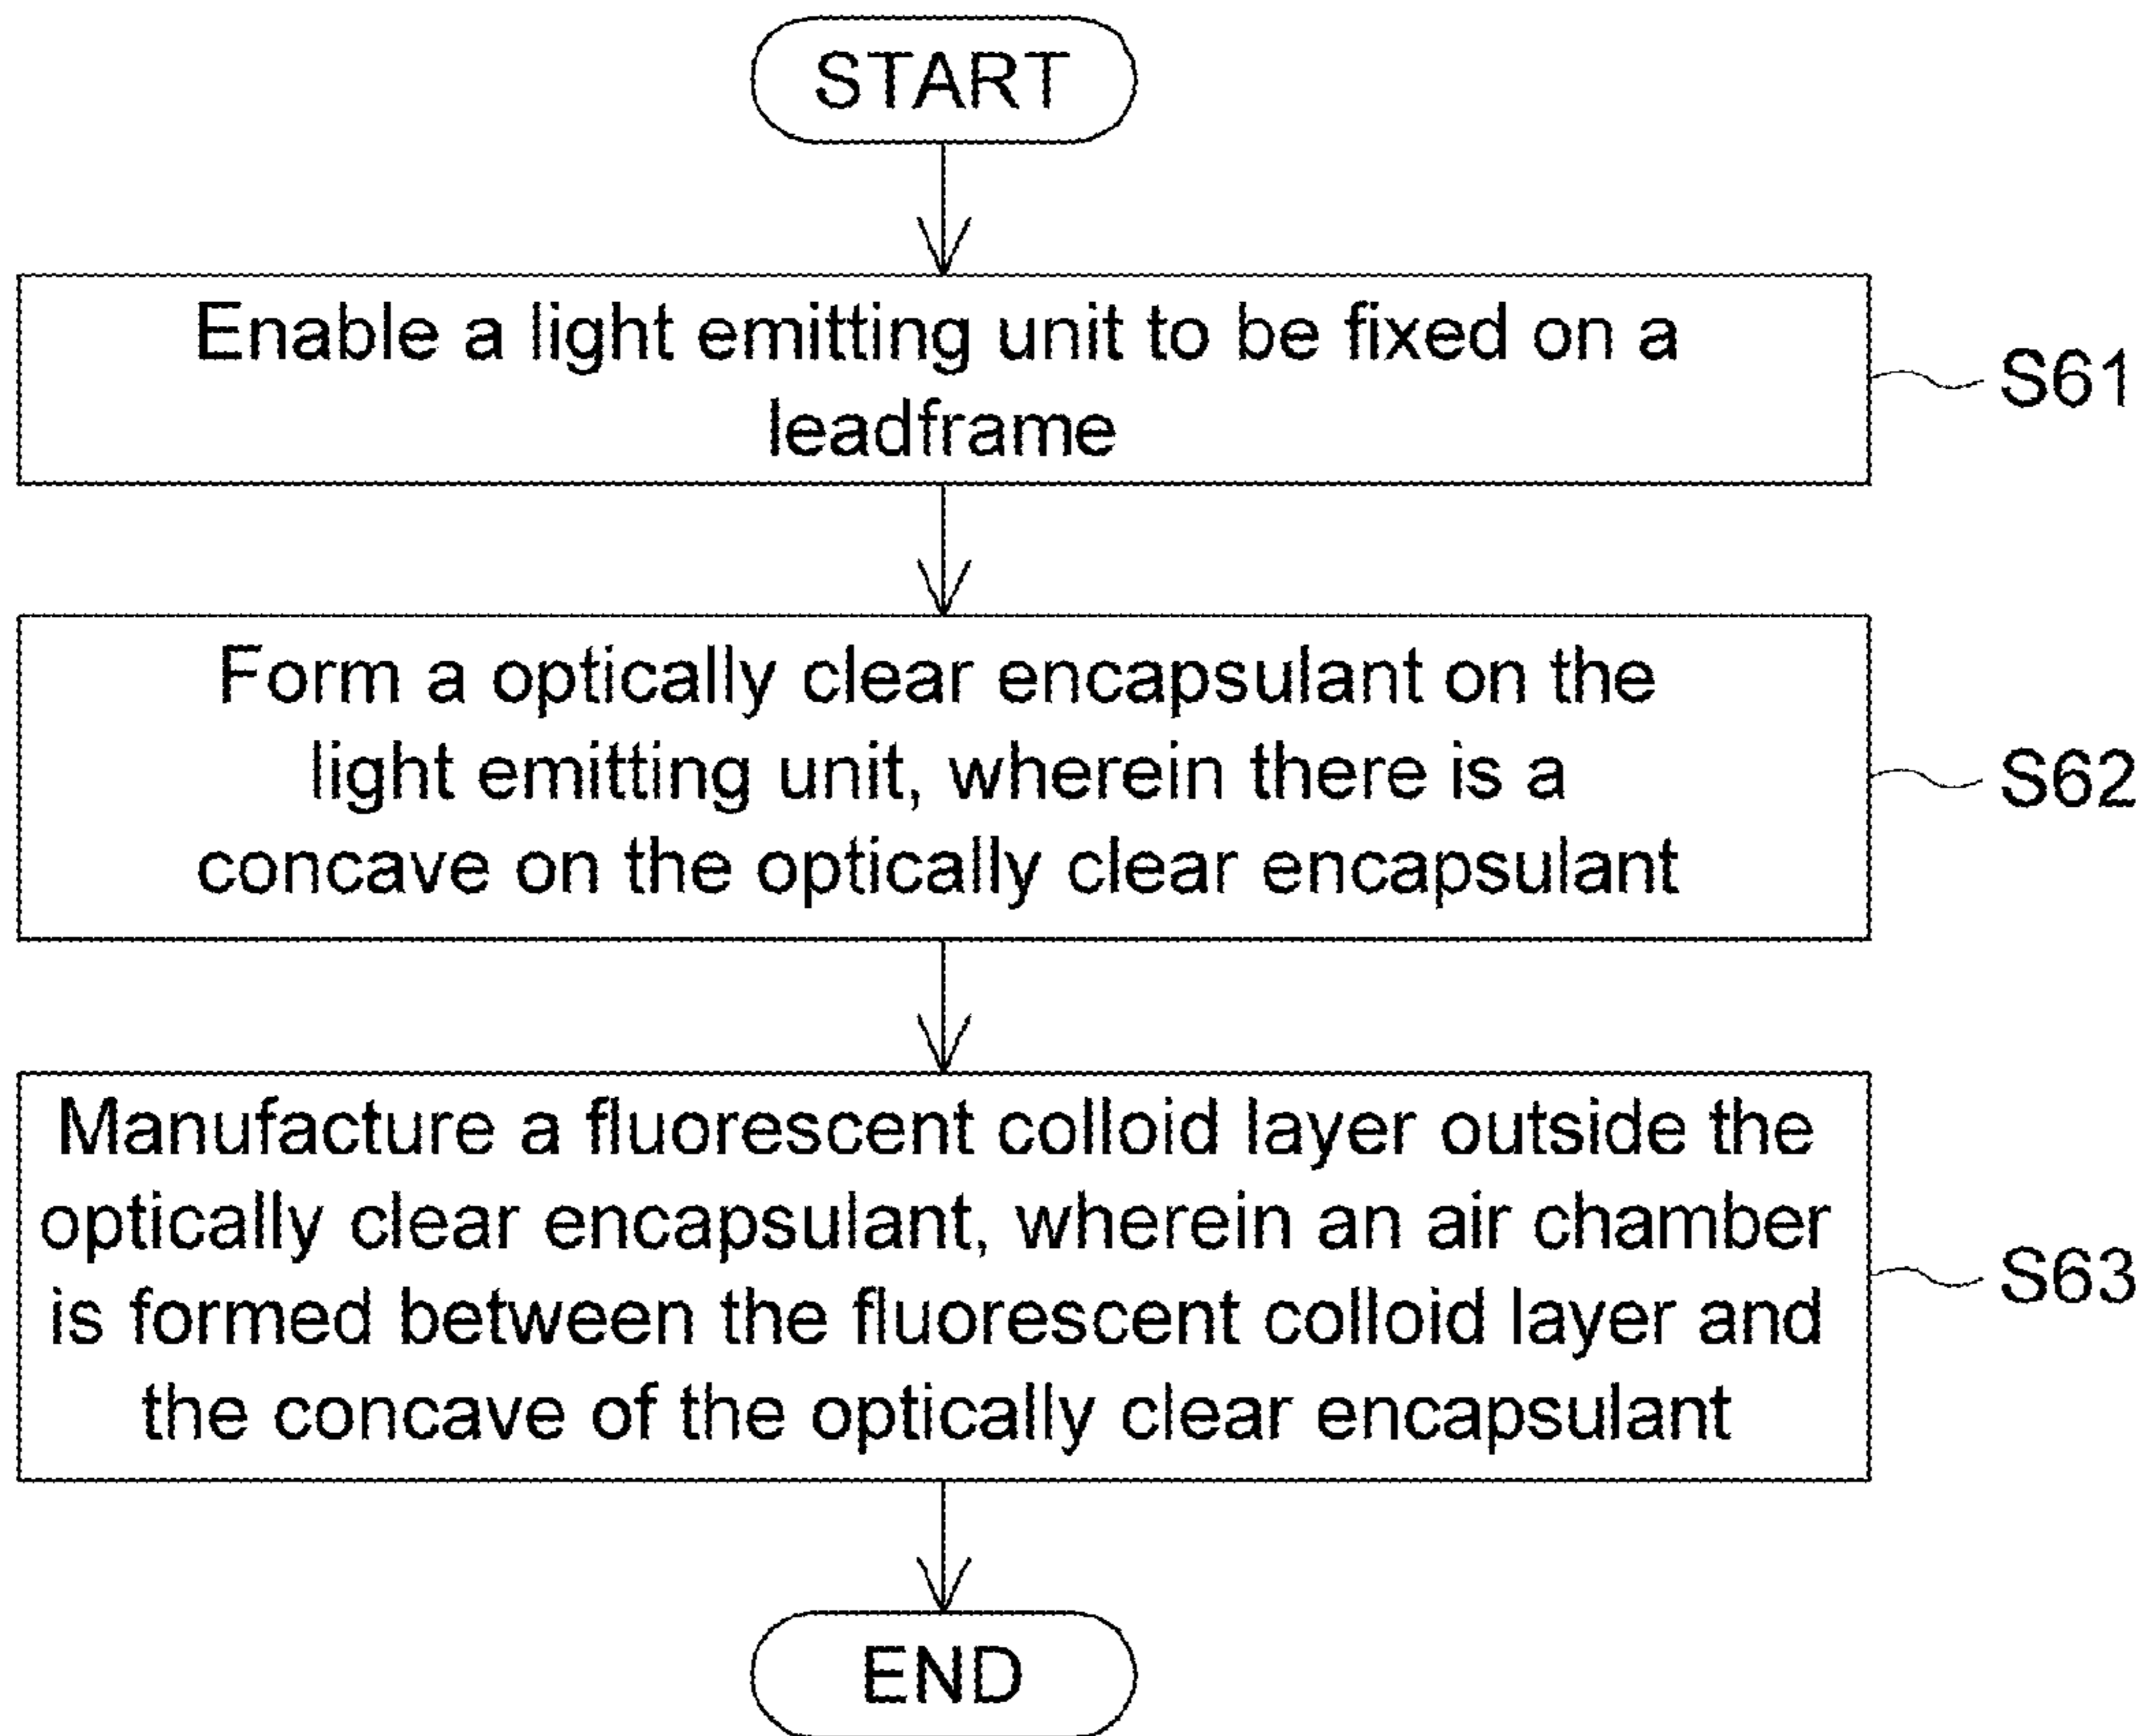 START
Enable a light emitting unit to be fixed on a
leadframe
S61
Form a optically clear encapsulant on the
light emitting unit, wherein there is a
concave on the optically clear encapsulant
S62
Manufacture a fluorescent colloid layer outside the
optically clear encapsulant, wherein an air chamber
is formed between the fluorescent colloid layer and
the concave of the optically clear encapsulant
S63
END